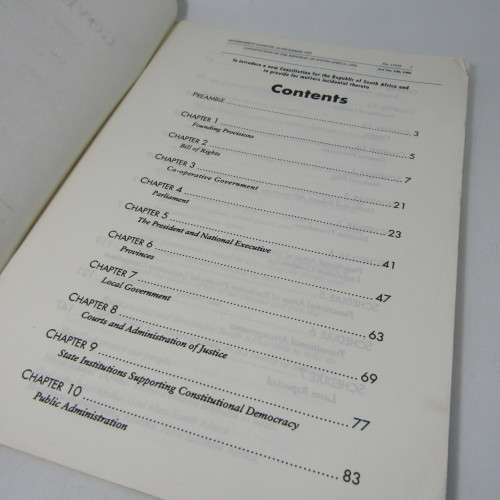 To introduce a new Constitution for the Republic of South Africa and
to provide for matters incidental thereto
Contents
PREAMBLE 3
CHAPTER 1
Founding Provisions 5
CHAPTER 2
Bill of Rights 7
CHAPTER 3
Co-operative Government 21
CHAPTER 4
Parliament 23
CHAPTER 5
The President and National Executive 41
CHAPTER 6
Provinces 47
CHAPTER 7
Local Government 63
CHAPTER 8
Courts and Administration of Justice 69
CHAPTER 9
State Institutions Supporting Constitutional Democracy 77
CHAPTER 10
Public Administration 83